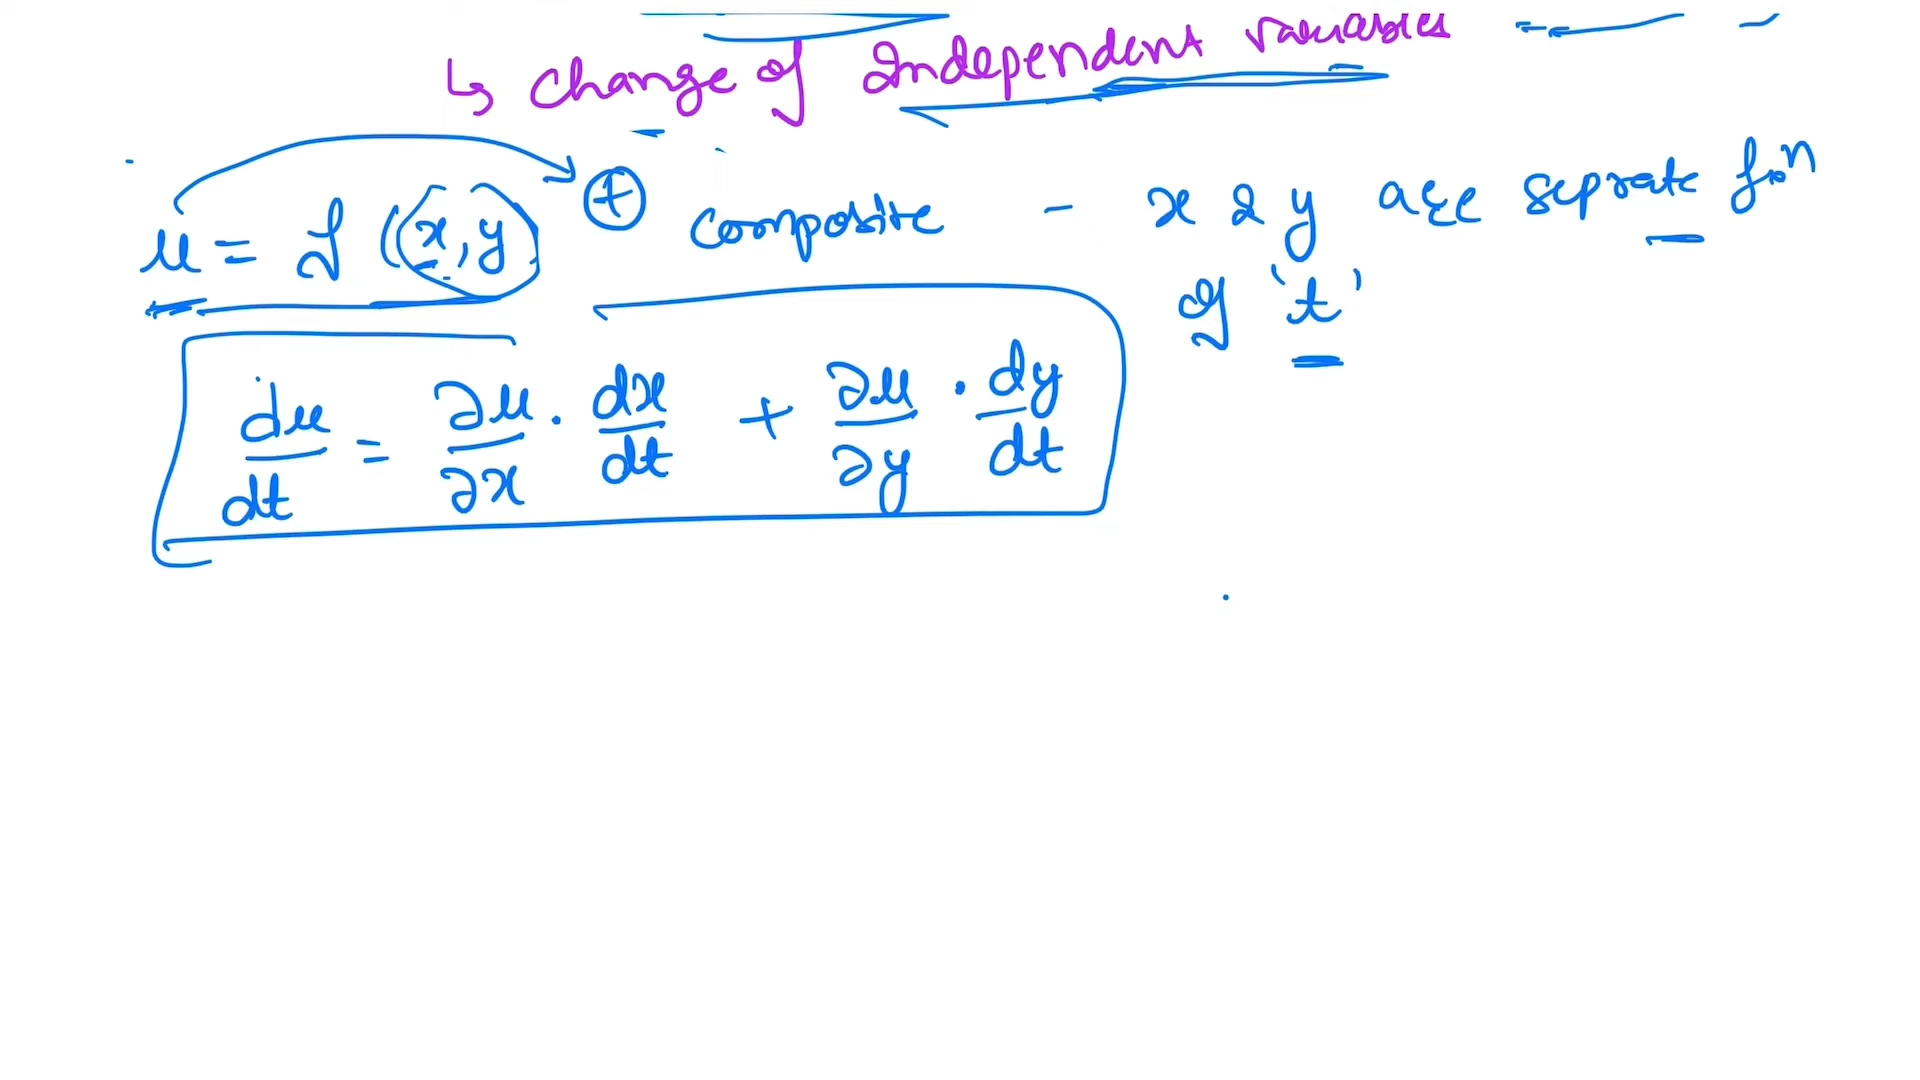 ↳ Change of Independent variables
u = f (x, y) ⊕ composite - x & y are seprate fn
of 't'
du/dt = ∂u/∂x · dx/dt + ∂u/∂y · dy/dt